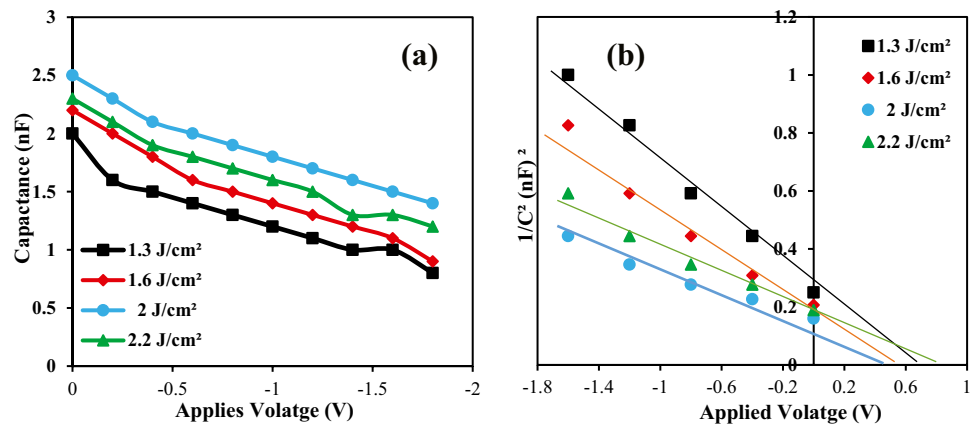 (a)
Capactance (nF)
3
2.5
2
1.5
1
0.5
0
0
-0.5
-1
-1.5
-2
Applies Volatge (V)
1.3 J/cm²
1.6 J/cm²
2 J/cm²
2.2 J/cm²
(b)
1/C² (nF) ²
1.2
1
0.8
0.6
0.4
0.2
0
-1.8
-1.4
-1
-0.6
-0.2
0.2
0.6
1
Applied Volatge (V)
1.3 J/cm²
1.6 J/cm²
2 J/cm²
2.2 J/cm²